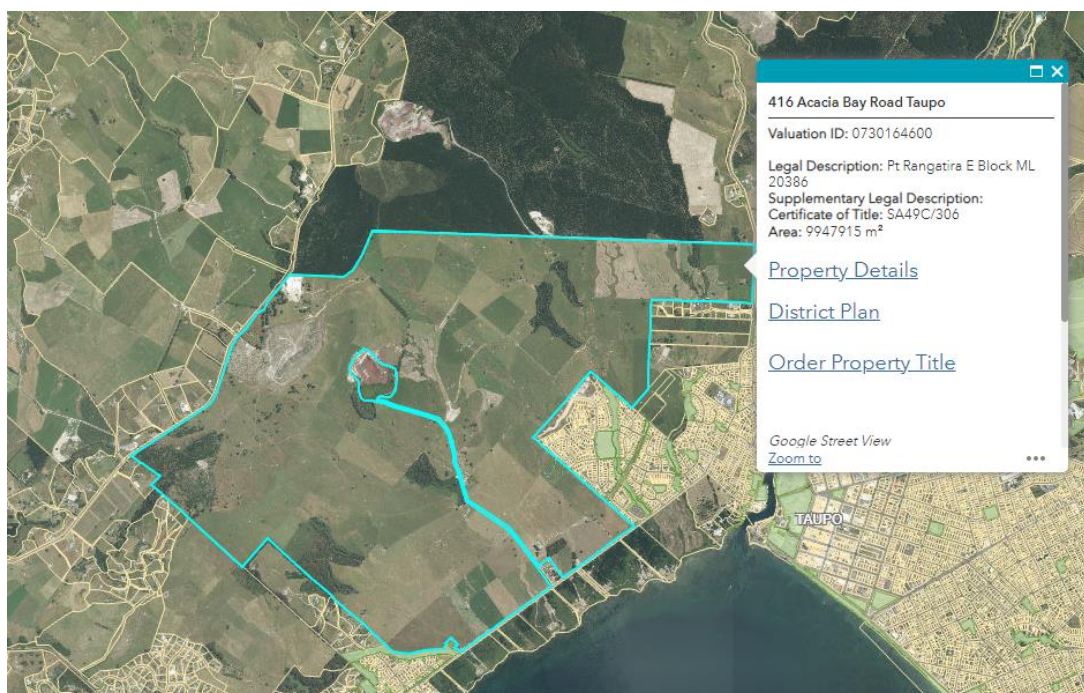 416 Acacia Bay Road Taupo
Valuation ID: 0730164600
Legal Description: Pt Rangatira E Block ML
20386
Supplementary Legal Description:
Certificate of Title: SA49C/306
Area: 9947915 m²
Property Details
District Plan
Order Property Title
Google Street View
Zoom to
TAUPO